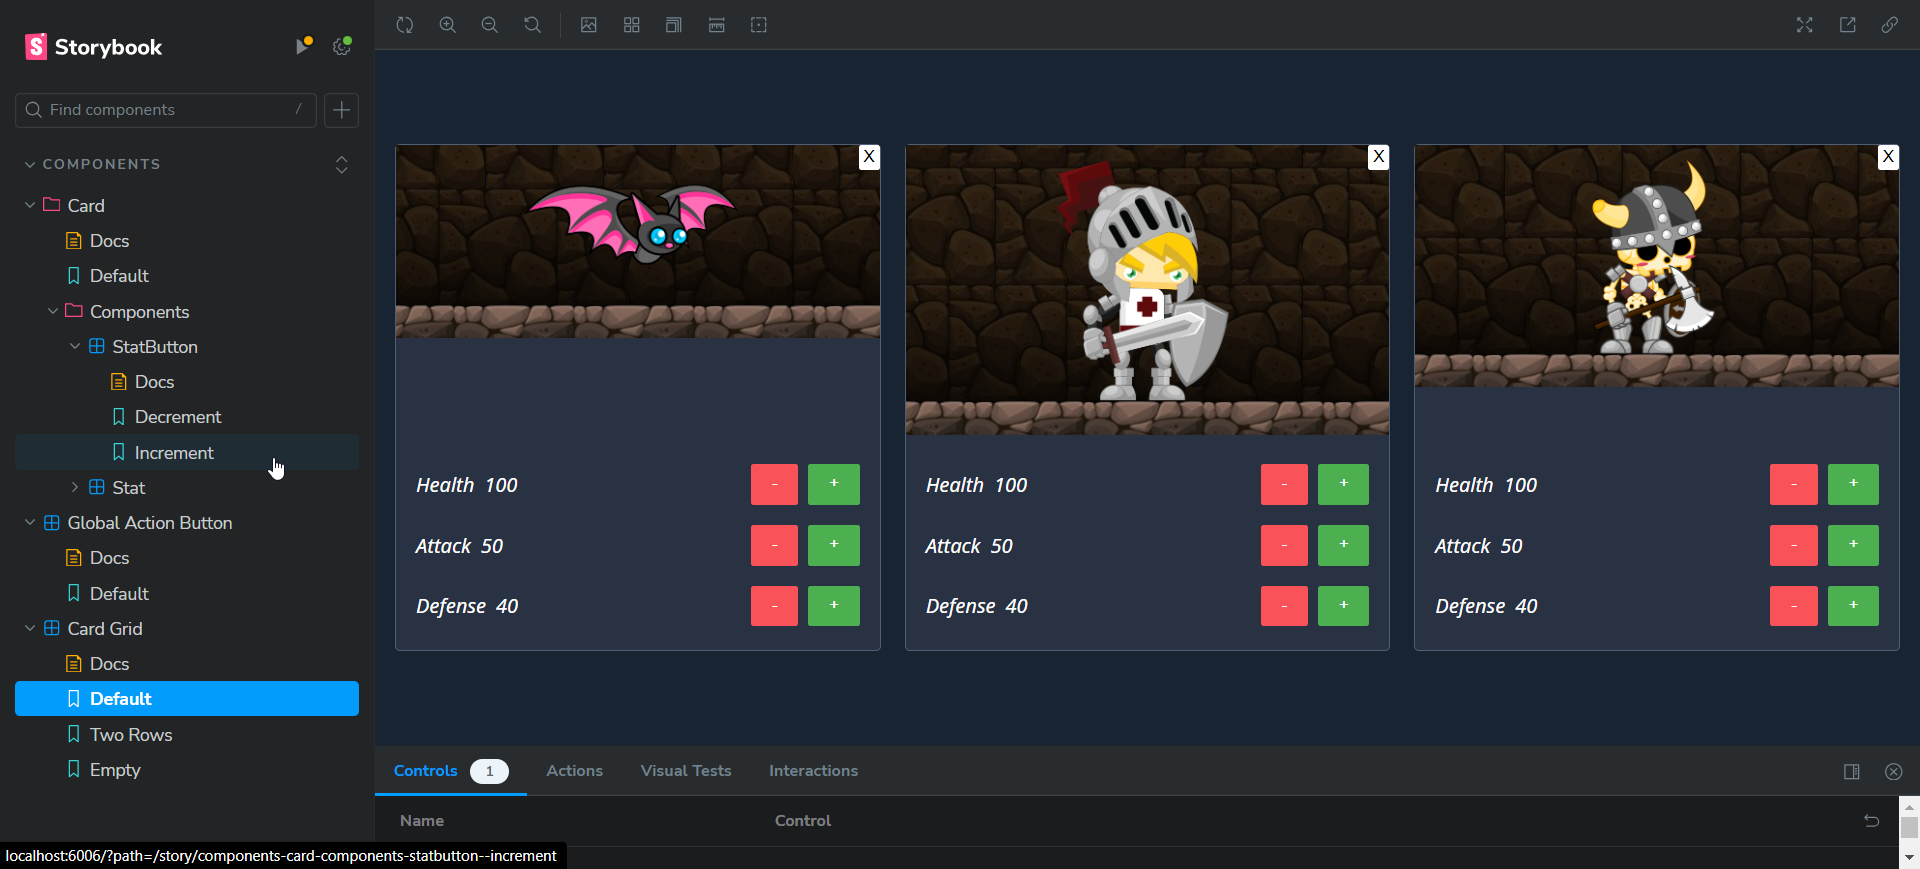 Storybook
Find components /
COMPONENTS
Card
Docs
Default
Components
StatButton
Docs
Decrement
Increment
Stat
Global Action Button
Docs
Default
Card Grid
Docs
Default
Two Rows
Empty
X
Health 100 - +
Attack 50 - +
Defense 40 - +
X
Health 100 - +
Attack 50 - +
Defense 40 - +
X
Health 100 - +
Attack 50 - +
Defense 40 - +
Controls 1 Actions Visual Tests Interactions
Name Control
localhost:6006/?path=/story/components-card-components-statbutton--increment